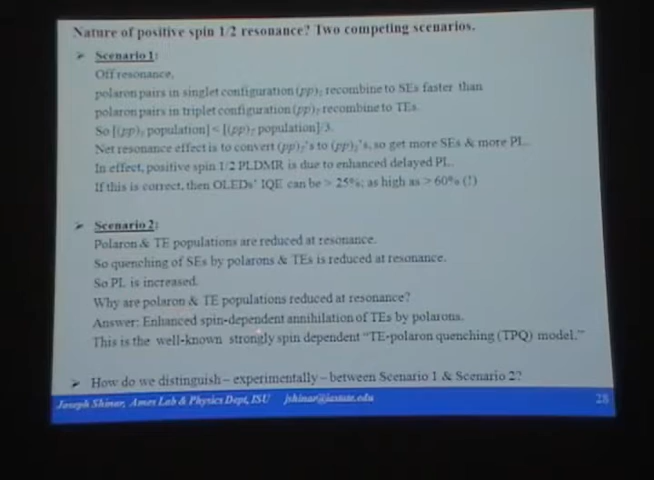 Nature of positive spin 1/2 resonance? Two competing scenarios.
➢ Scenario 1:
Off resonance,
polaron pairs in singlet configuration (pp)S recombine to SEs faster than
polaron pairs in triplet configuration (pp)T recombine to TEs.
So [(pp)S population] < [(pp)T population]/3.
Net resonance effect is to convert (pp)T's to (pp)S's, so get more SEs & more PL.
In effect, positive spin 1/2 PLDMR is due to enhanced delayed PL.
If this is correct, then OLEDs' IQE can be > 25%; as high as > 60% (!)
➢ Scenario 2:
Polaron & TE populations are reduced at resonance.
So quenching of SEs by polarons & TEs is reduced at resonance.
So PL is increased.
Why are polaron & TE populations reduced at resonance?
Answer: Enhanced spin-dependent annihilation of TEs by polarons.
This is the well-known strongly spin dependent "TE-polaron quenching (TPQ) model."
➢ How do we distinguish – experimentally – between Scenario 1 & Scenario 2?
Joseph Shinar, Ames Lab & Physics Dept, ISU jshinar@iastate.edu 28